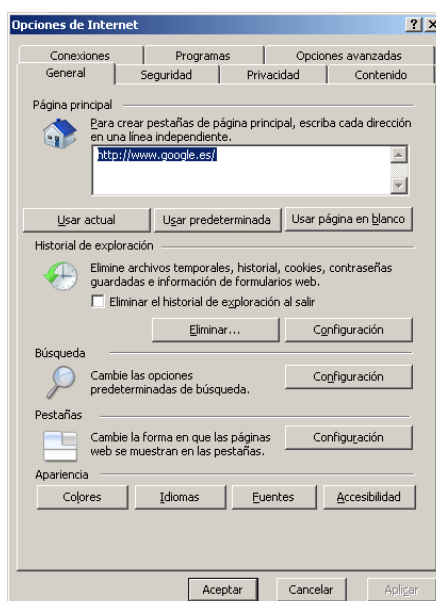 Opciones de Internet
Conexiones Programas Opciones avanzadas
General Seguridad Privacidad Contenido
Página principal
Para crear pestañas de página principal, escriba cada dirección
en una línea independiente.
http://www.google.es/
Usar actual Usar predeterminada Usar página en blanco
Historial de exploración
Elimine archivos temporales, historial, cookies, contraseñas
guardadas e información de formularios web.
Eliminar el historial de exploración al salir
Eliminar... Configuración
Búsqueda
Cambie las opciones
predeterminadas de búsqueda.
Configuración
Pestañas
Cambie la forma en que las páginas
web se muestran en las pestañas.
Configuración
Apariencia
Colores Idiomas Fuentes Accesibilidad
Aceptar Cancelar Aplicar